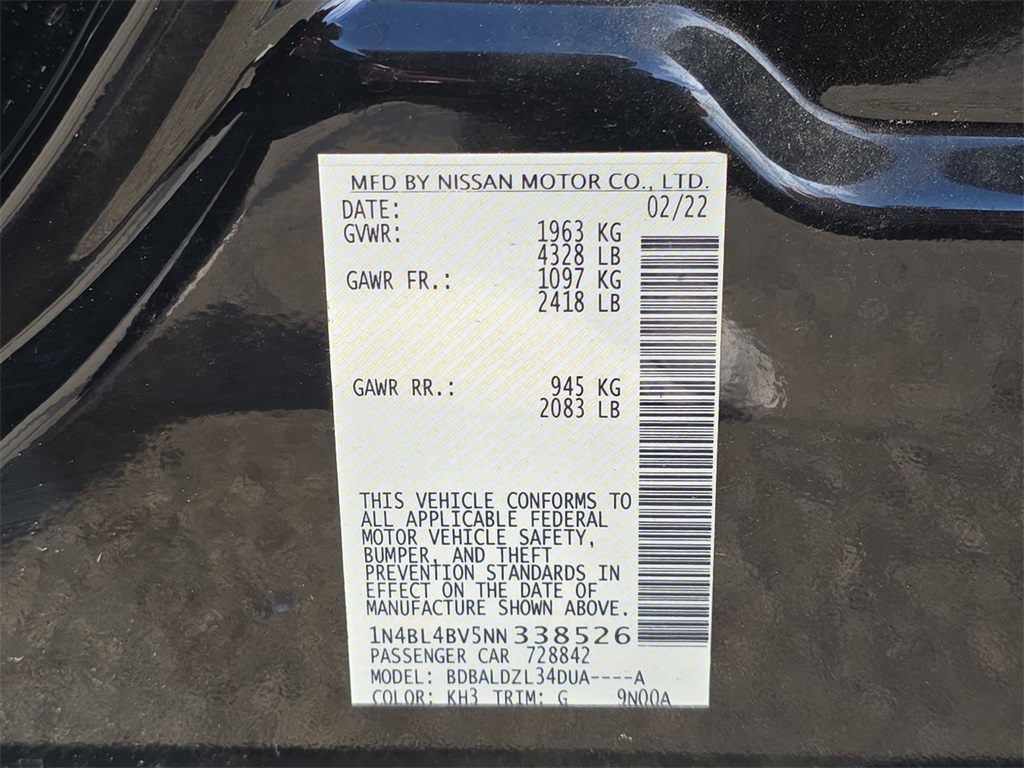 MFD BY NISSAN MOTOR CO., LTD.
DATE: 02/22
GVWR: 1963 KG
4328 LB
GAWR FR.: 1097 KG
2418 LB
GAWR RR.: 945 KG
2083 LB
THIS VEHICLE CONFORMS TO
ALL APPLICABLE FEDERAL
MOTOR VEHICLE SAFETY,
BUMPER, AND THEFT
PREVENTION STANDARDS IN
EFFECT ON THE DATE OF
MANUFACTURE SHOWN ABOVE.
1N4BL4BV5NN338526
PASSENGER CAR 728842
MODEL: BDBALDZL34DUA----A
COLOR: KH3 TRIM: G 9N00A